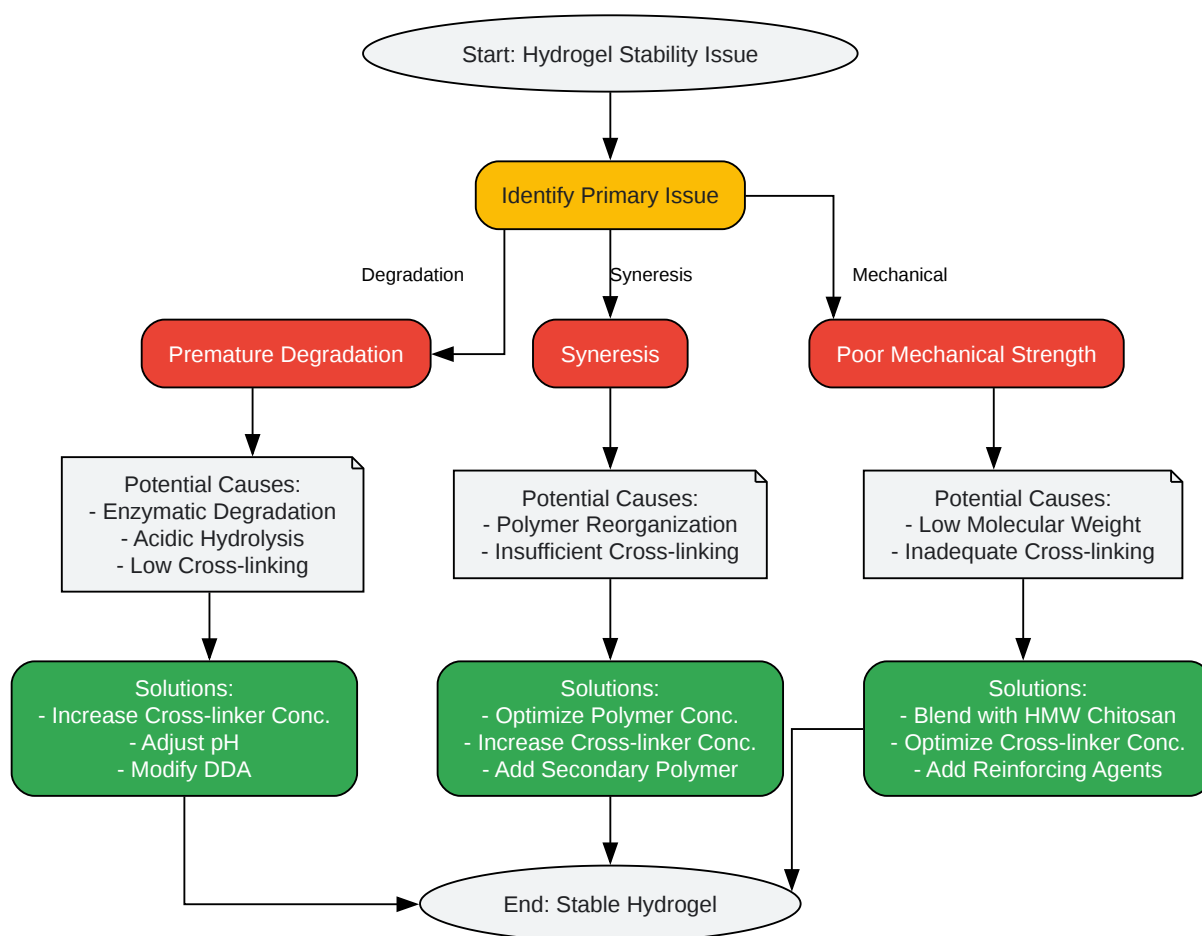 Start: Hydrogel Stability Issue
Identify Primary Issue
Degradation
Syneresis
Mechanical
Premature Degradation
Syneresis
Poor Mechanical Strength
Potential Causes:
- Enzymatic Degradation
- Acidic Hydrolysis
- Low Cross-linking
Potential Causes:
- Polymer Reorganization
- Insufficient Cross-linking
Potential Causes:
- Low Molecular Weight
- Inadequate Cross-linking
Solutions:
- Increase Cross-linker Conc.
- Adjust pH
- Modify DDA
Solutions:
- Optimize Polymer Conc.
- Increase Cross-linker Conc.
- Add Secondary Polymer
Solutions:
- Blend with HMW Chitosan
- Optimize Cross-linker Conc.
- Add Reinforcing Agents
End: Stable Hydrogel